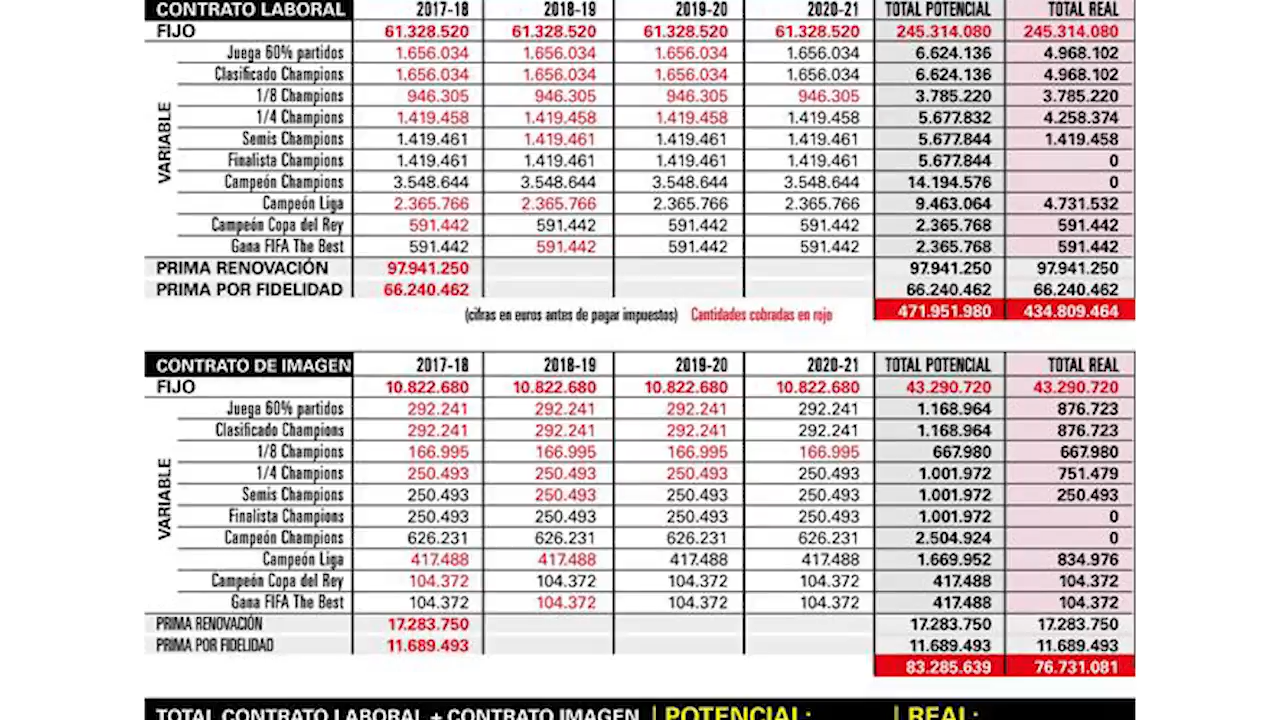 CONTRATO LABORAL 2017-18 2018-19 2019-20 2020-21 TOTAL POTENCIAL TOTAL REAL
FIJO 61.328.520 61.328.520 61.328.520 61.328.520 245.314.080 245.314.080
VARIABLE
Juega 60% partidos 1.656.034 1.656.034 1.656.034 1.656.034 6.624.136 4.968.102
Clasificado Champions 1.656.034 1.656.034 1.656.034 1.656.034 6.624.136 4.968.102
1/8 Champions 946.305 946.305 946.305 946.305 3.785.220 3.785.220
1/4 Champions 1.419.458 1.419.458 1.419.458 1.419.458 5.677.832 4.258.374
Semis Champions 1.419.461 1.419.461 1.419.461 1.419.461 5.677.844 1.419.458
Finalista Champions 1.419.461 1.419.461 1.419.461 1.419.461 5.677.844 0
Campeón Champions 3.548.644 3.548.644 3.548.644 3.548.644 14.194.576 0
Campeón Liga 2.365.766 2.365.766 2.365.766 2.365.766 9.463.064 4.731.532
Campeón Copa del Rey 591.442 591.442 591.442 591.442 2.365.768 591.442
Gana FIFA The Best 591.442 591.442 591.442 591.442 2.365.768 591.442
PRIMA RENOVACIÓN 97.941.250 97.941.250 97.941.250
PRIMA POR FIDELIDAD 66.240.462 66.240.462 66.240.462
(cifras en euros antes de pagar impuestos) Cantidades cobradas en rojo 471.951.980 434.809.464
CONTRATO DE IMAGEN 2017-18 2018-19 2019-20 2020-21 TOTAL POTENCIAL TOTAL REAL
FIJO 10.822.680 10.822.680 10.822.680 10.822.680 43.290.720 43.290.720
VARIABLE
Juega 60% partidos 292.241 292.241 292.241 292.241 1.168.964 876.723
Clasificado Champions 292.241 292.241 292.241 292.241 1.168.964 876.723
1/8 Champions 166.995 166.995 166.995 166.995 667.980 667.980
1/4 Champions 250.493 250.493 250.493 250.493 1.001.972 751.479
Semis Champions 250.493 250.493 250.493 250.493 1.001.972 250.493
Finalista Champions 250.493 250.493 250.493 250.493 1.001.972 0
Campeón Champions 626.231 626.231 626.231 626.231 2.504.924 0
Campeón Liga 417.488 417.488 417.488 417.488 1.669.952 834.976
Campeón Copa del Rey 104.372 104.372 104.372 104.372 417.488 104.372
Gana FIFA The Best 104.372 104.372 104.372 104.372 417.488 104.372
PRIMA RENOVACIÓN 17.283.750 17.283.750 17.283.750
PRIMA POR FIDELIDAD 11.689.493 11.689.493 11.689.493
83.285.639 76.731.081
TOTAL CONTRATO LABORAL + CONTRATO IMAGEN | POTENCIAL: | REAL: